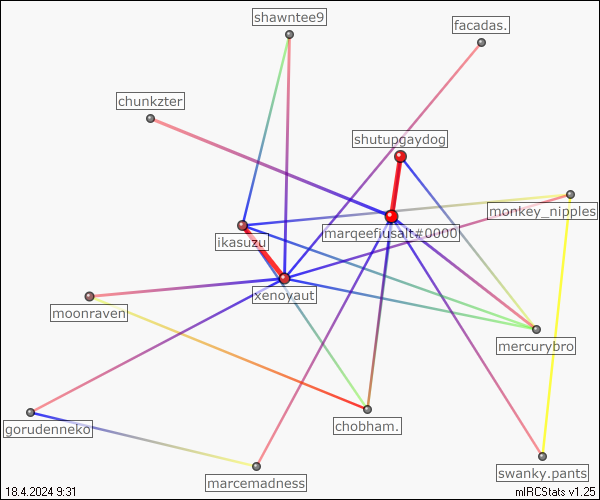 shawntee9
facadas.
chunkzter
shutupgaydog
monkey_nipples
marqeefiusalt#0000
ikasuzu
xenoyaut
moonraven
mercurybro
chobham.
gorudenneko
swanky.pants
marcemadness
18.4.2024 9:31
mIRCStats v1.25